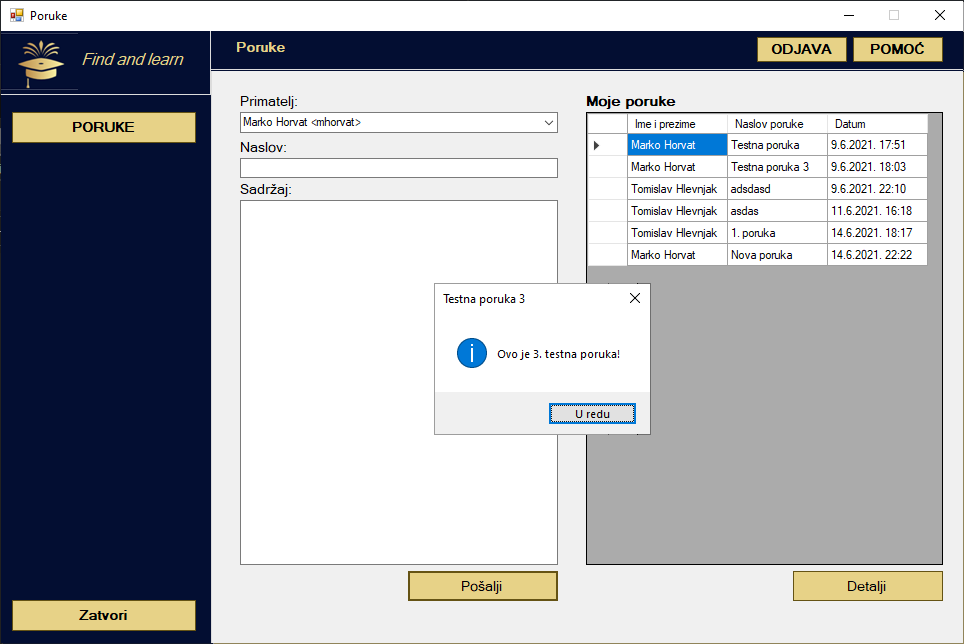 Poruke
Find and learn
Poruke
ODJAVA
POMOĆ
PORUKE
Zatvori
Primatelj:
Marko Horvat <mhorvat>
Naslov:
Sadržaj:
Pošalji
Moje poruke
Ime i prezime Naslov poruke Datum
Marko Horvat Testna poruka 9.6.2021. 17:51
Marko Horvat Testna poruka 3 9.6.2021. 18:03
Tomislav Hlevnjak adsdasd 9.6.2021. 22:10
Tomislav Hlevnjak asdas 11.6.2021. 16:18
Tomislav Hlevnjak 1. poruka 14.6.2021. 18:17
Marko Horvat Nova poruka 14.6.2021. 22:22
Detalji
Testna poruka 3
Ovo je 3. testna poruka!
U redu